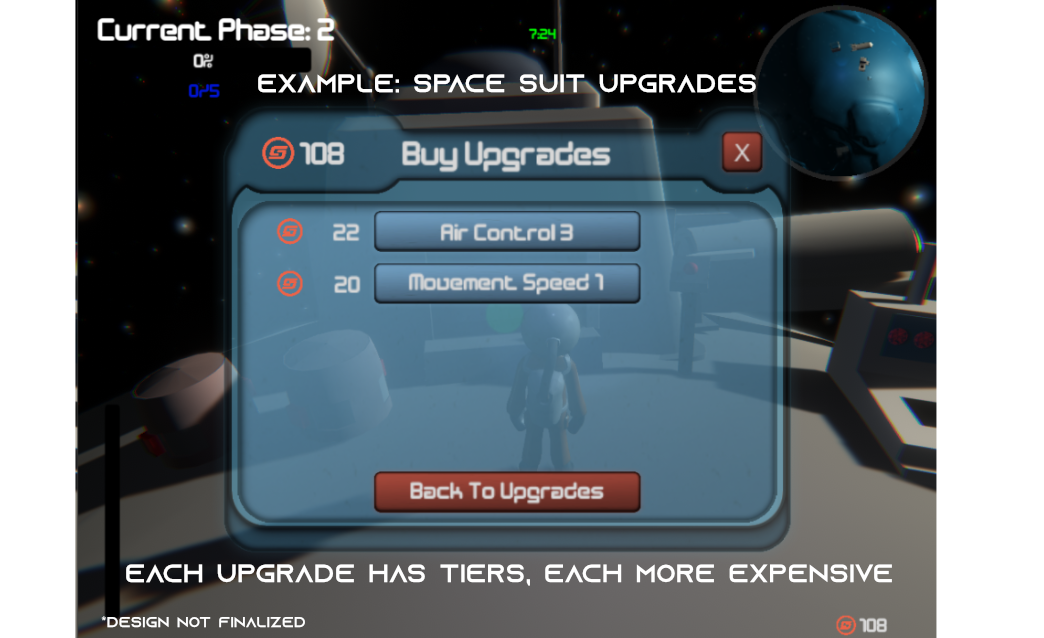 Current Phase: 2
7:24
0%
0/5
EXAMPLE: SPACE SUIT UPGRADES
108
Buy Upgrades
X
22
Air Control 3
20
Movement Speed 1
Back To Upgrades
EACH UPGRADE HAS TIERS, EACH MORE EXPENSIVE
*DESIGN NOT FINALIZED
108